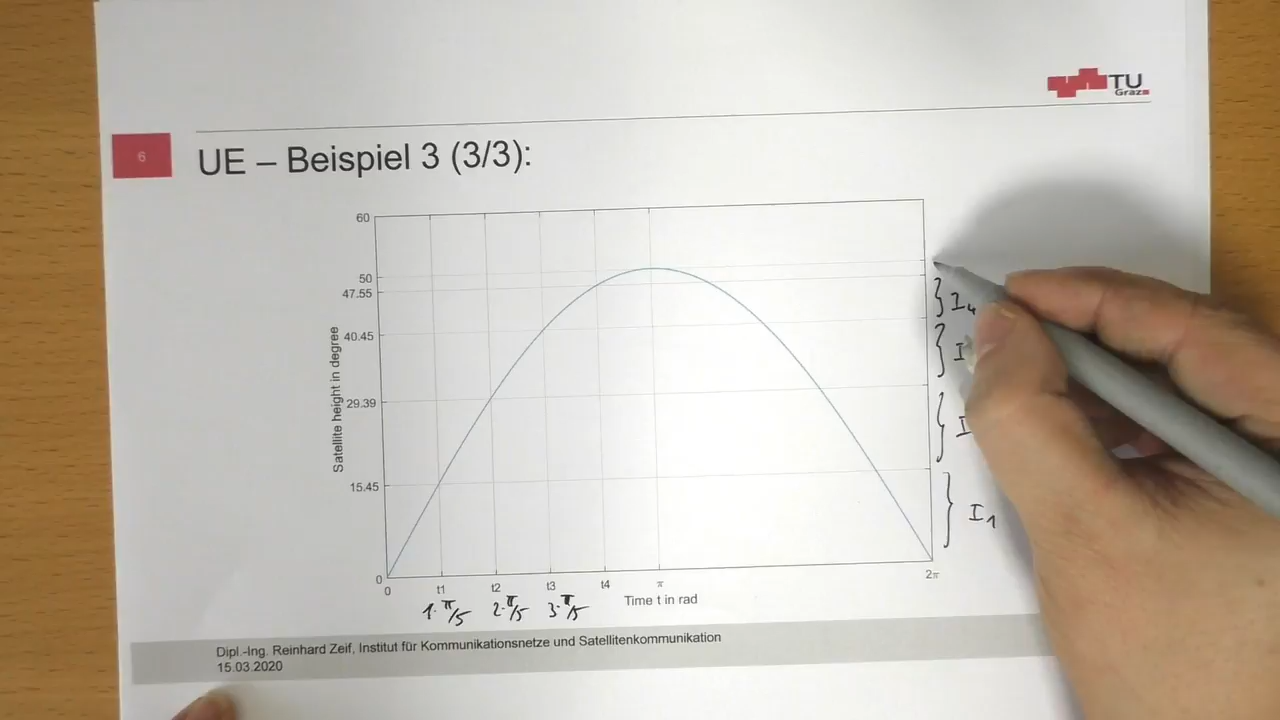 TU
Graz
6
UE – Beispiel 3 (3/3):
60
50
47.55
40.45
29.39
15.45
0
Satellite height in degree
I4
I
I
I1
0 t1 t2 t3 t4 π 2π
1·π/5 2·π/5 3·π/5
Time t in rad
Dipl.-Ing. Reinhard Zeif, Institut für Kommunikationsnetze und Satellitenkommunikation
15.03.2020